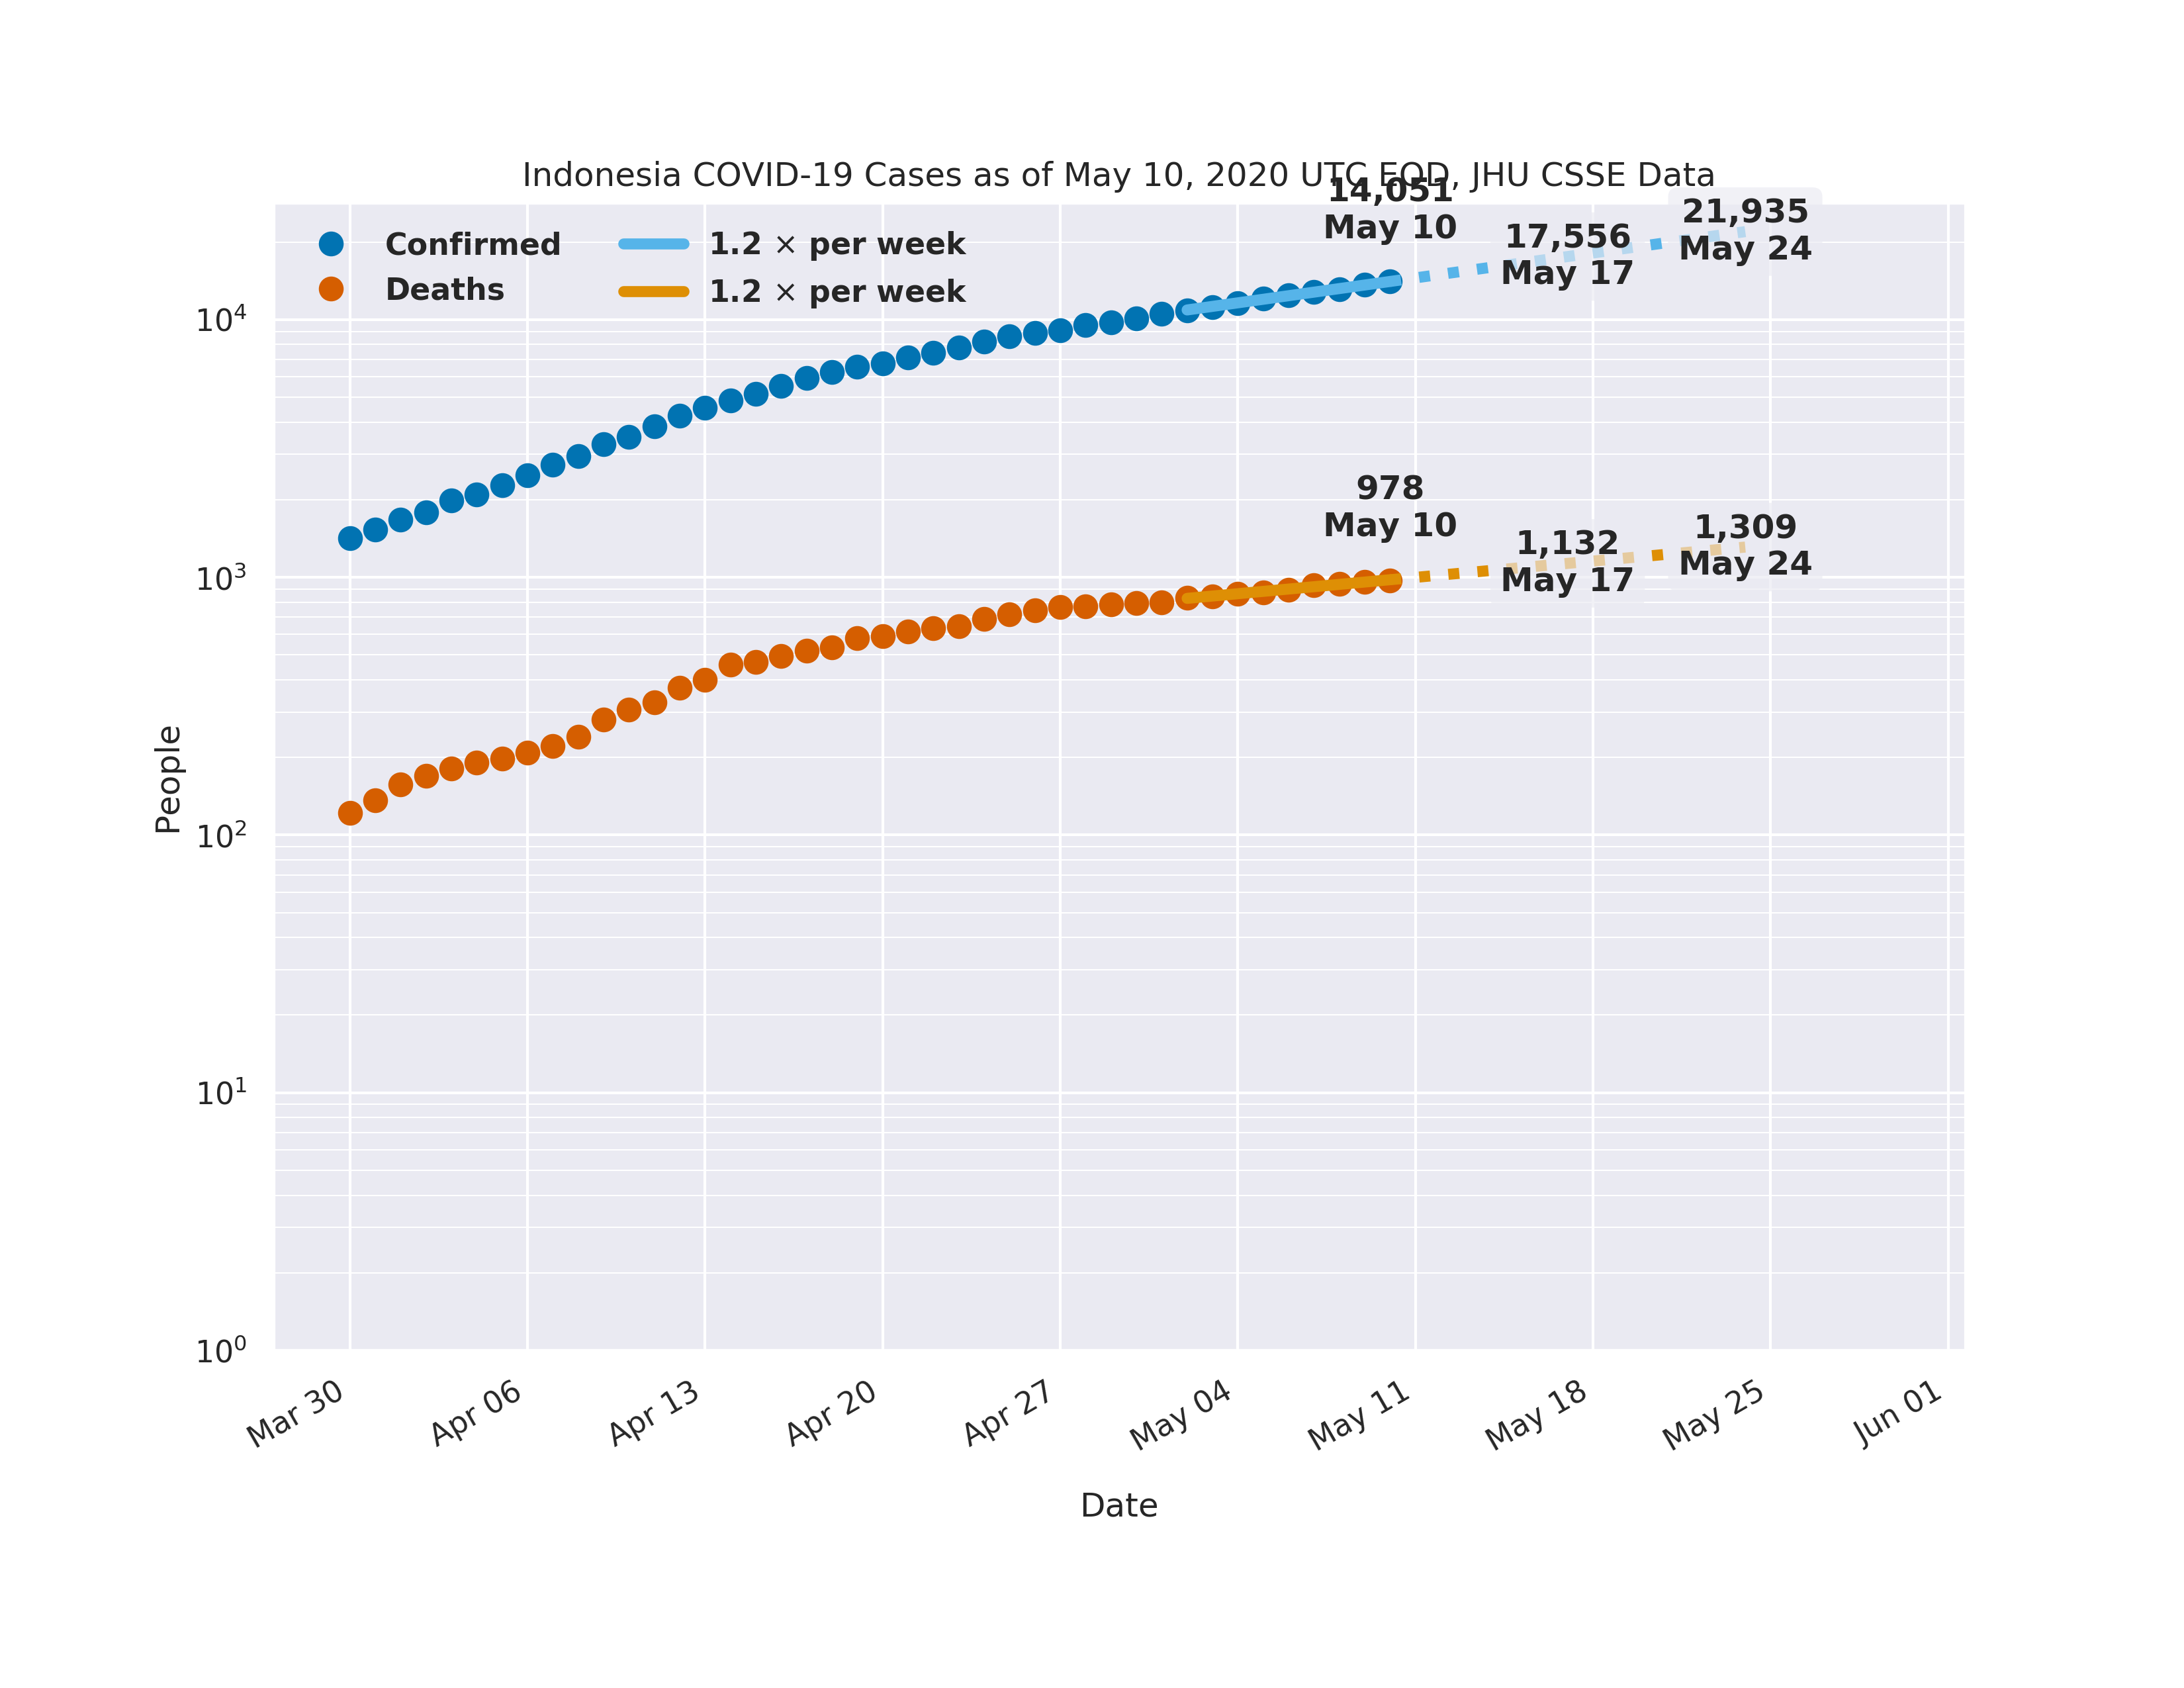 Indonesia COVID-19 Cases as of May 10, 2020 UTC EOD, JHU CSSE Data
Confirmed
Deaths
1.2 × per week
1.2 × per week
14,051
May 10
17,556
May 17
21,935
May 24
978
May 10
1,132
May 17
1,309
May 24
People
10⁴
10³
10²
10¹
10⁰
Mar 30
Apr 06
Apr 13
Apr 20
Apr 27
May 04
May 11
May 18
May 25
Jun 01
Date